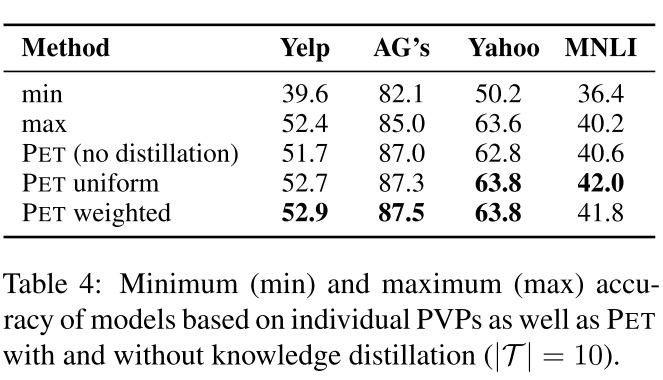 Method Yelp AG's Yahoo MNLI
min 39.6 82.1 50.2 36.4
max 52.4 85.0 63.6 40.2
PET (no distillation) 51.7 87.0 62.8 40.6
PET uniform 52.7 87.3 63.8 42.0
PET weighted 52.9 87.5 63.8 41.8
Table 4: Minimum (min) and maximum (max) accu-
racy of models based on individual PVPs as well as PET
with and without knowledge distillation (|𝒯| = 10).